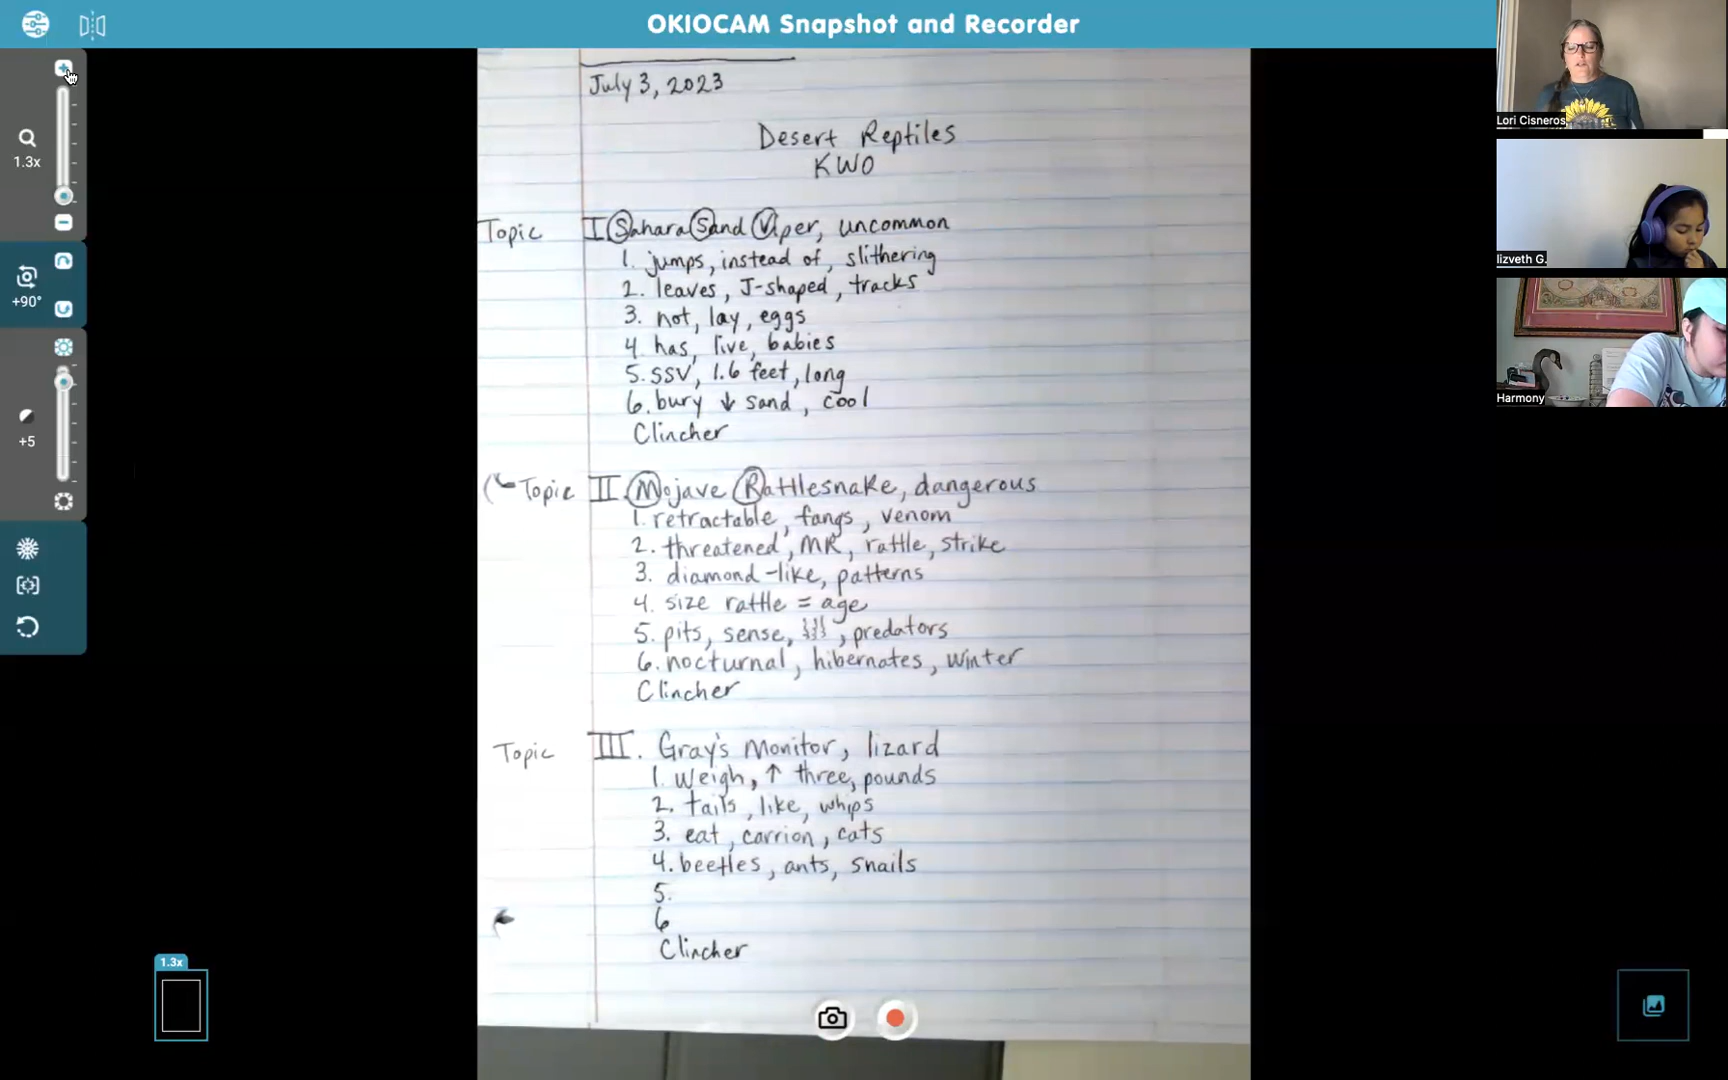 OKIOCAM Snapshot and Recorder
July 3, 2023
Desert Reptiles
KWO
Topic I Sahara Sand Viper, uncommon
1. jumps, instead of, slithering
2. leaves, J-shaped, tracks
3. not, lay, eggs
4. has, live, babies
5. SSV, 1.6 feet, long
6. bury ↓ sand, cool
Clincher
Topic II. Mojave Rattlesnake, dangerous
1. retractable, fangs, venom
2. threatened, MR, rattle, strike
3. diamond-like, patterns
4. size rattle = age
5. pits, sense, , predators
6. nocturnal, hibernates, winter
Clincher
Topic III. Gray's Monitor, lizard
1. Weigh, ↑ three, pounds
2. tails, like, whips
3. eat, carrion, cats
4. beetles, ants, snails
5.
6
Clincher
1.3x
+90°
+5
1.3x
Lori Cisneros
lizveth G.
Harmony